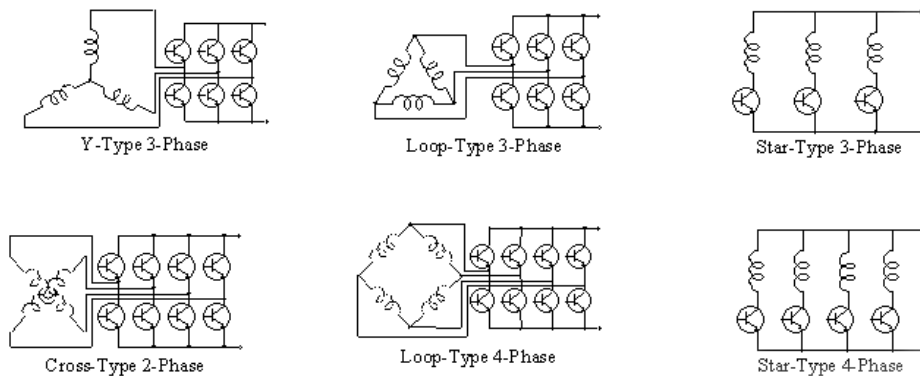 Y-Type 3-Phase
Loop-Type 3-Phase
Star-Type 3-Phase
Cross-Type 2-Phase
Loop-Type 4-Phase
Star-Type 4-Phase